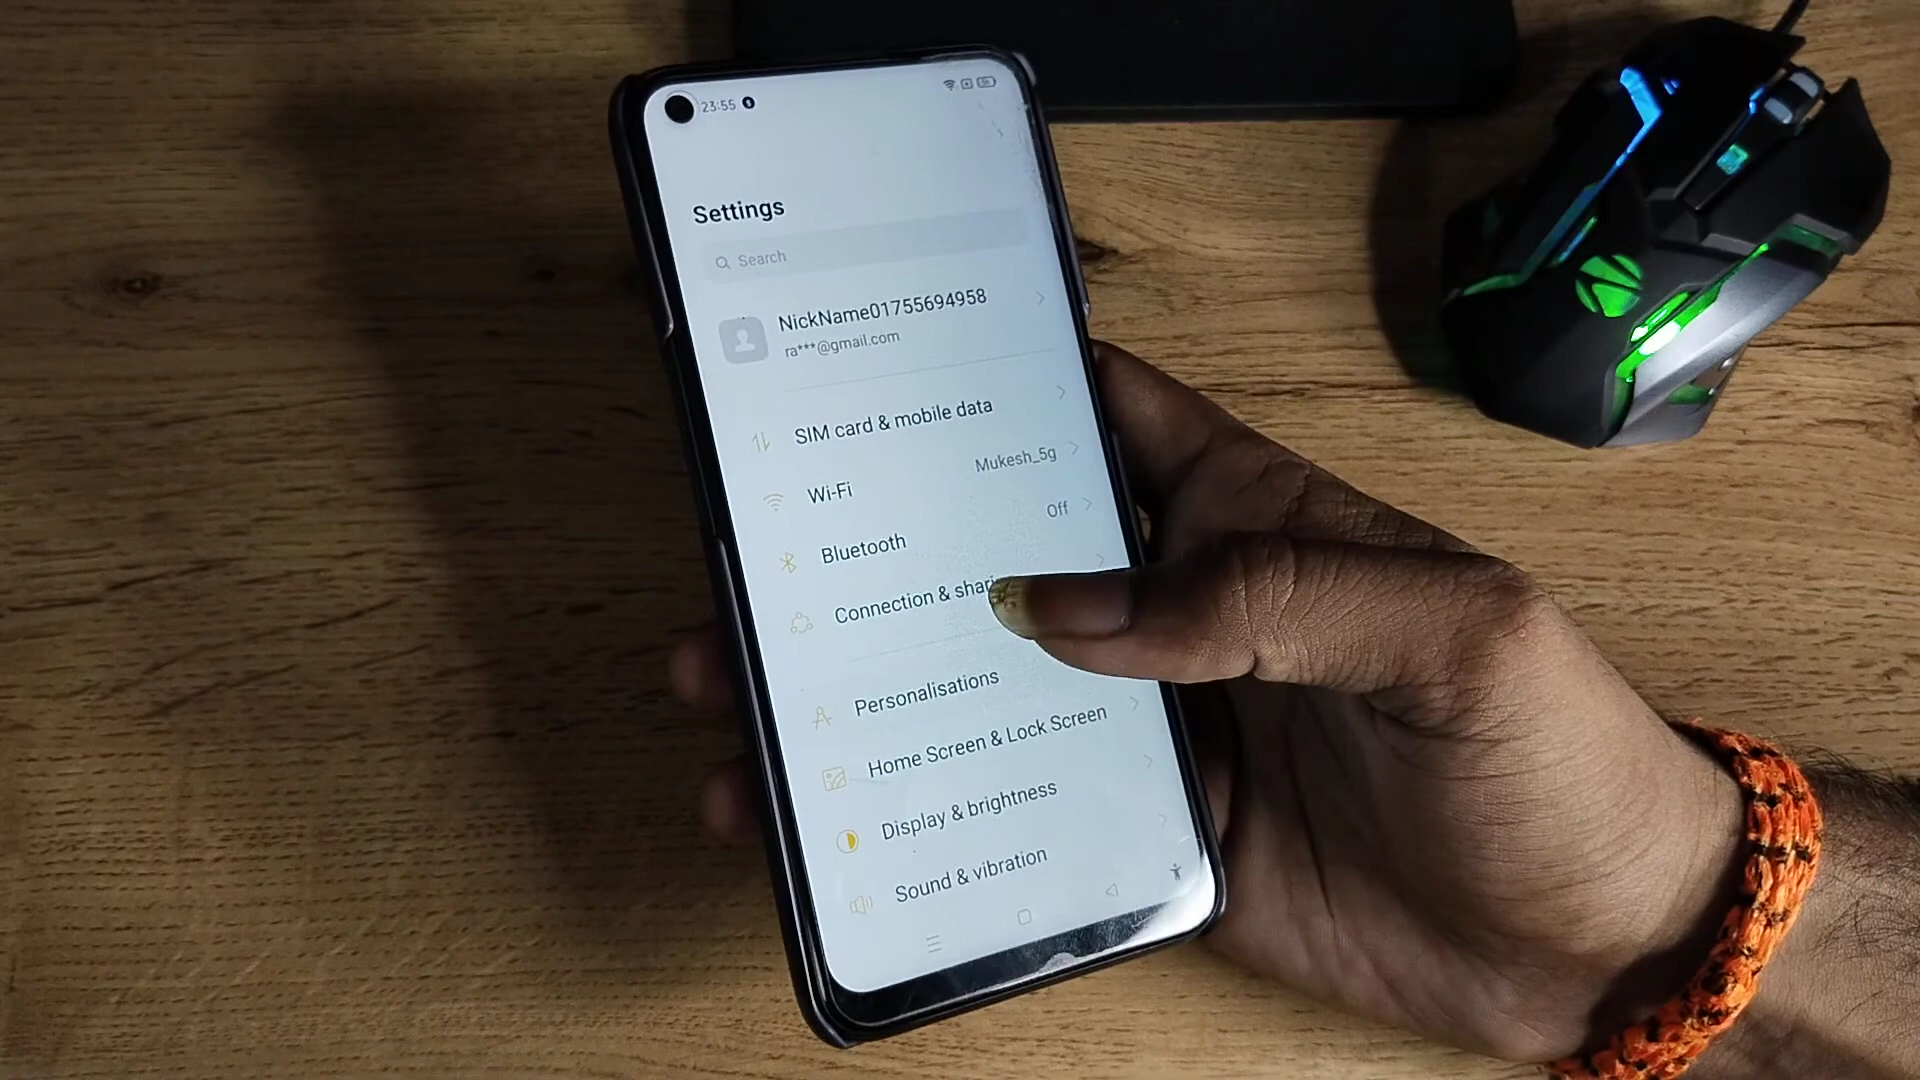 23:55
Settings
Search
NickName01755694958
ra***@gmail.com
SIM card & mobile data
Wi-Fi Mukesh_5g
Bluetooth Off
Connection & shari
Personalisations
Home Screen & Lock Screen
Display & brightness
Sound & vibration